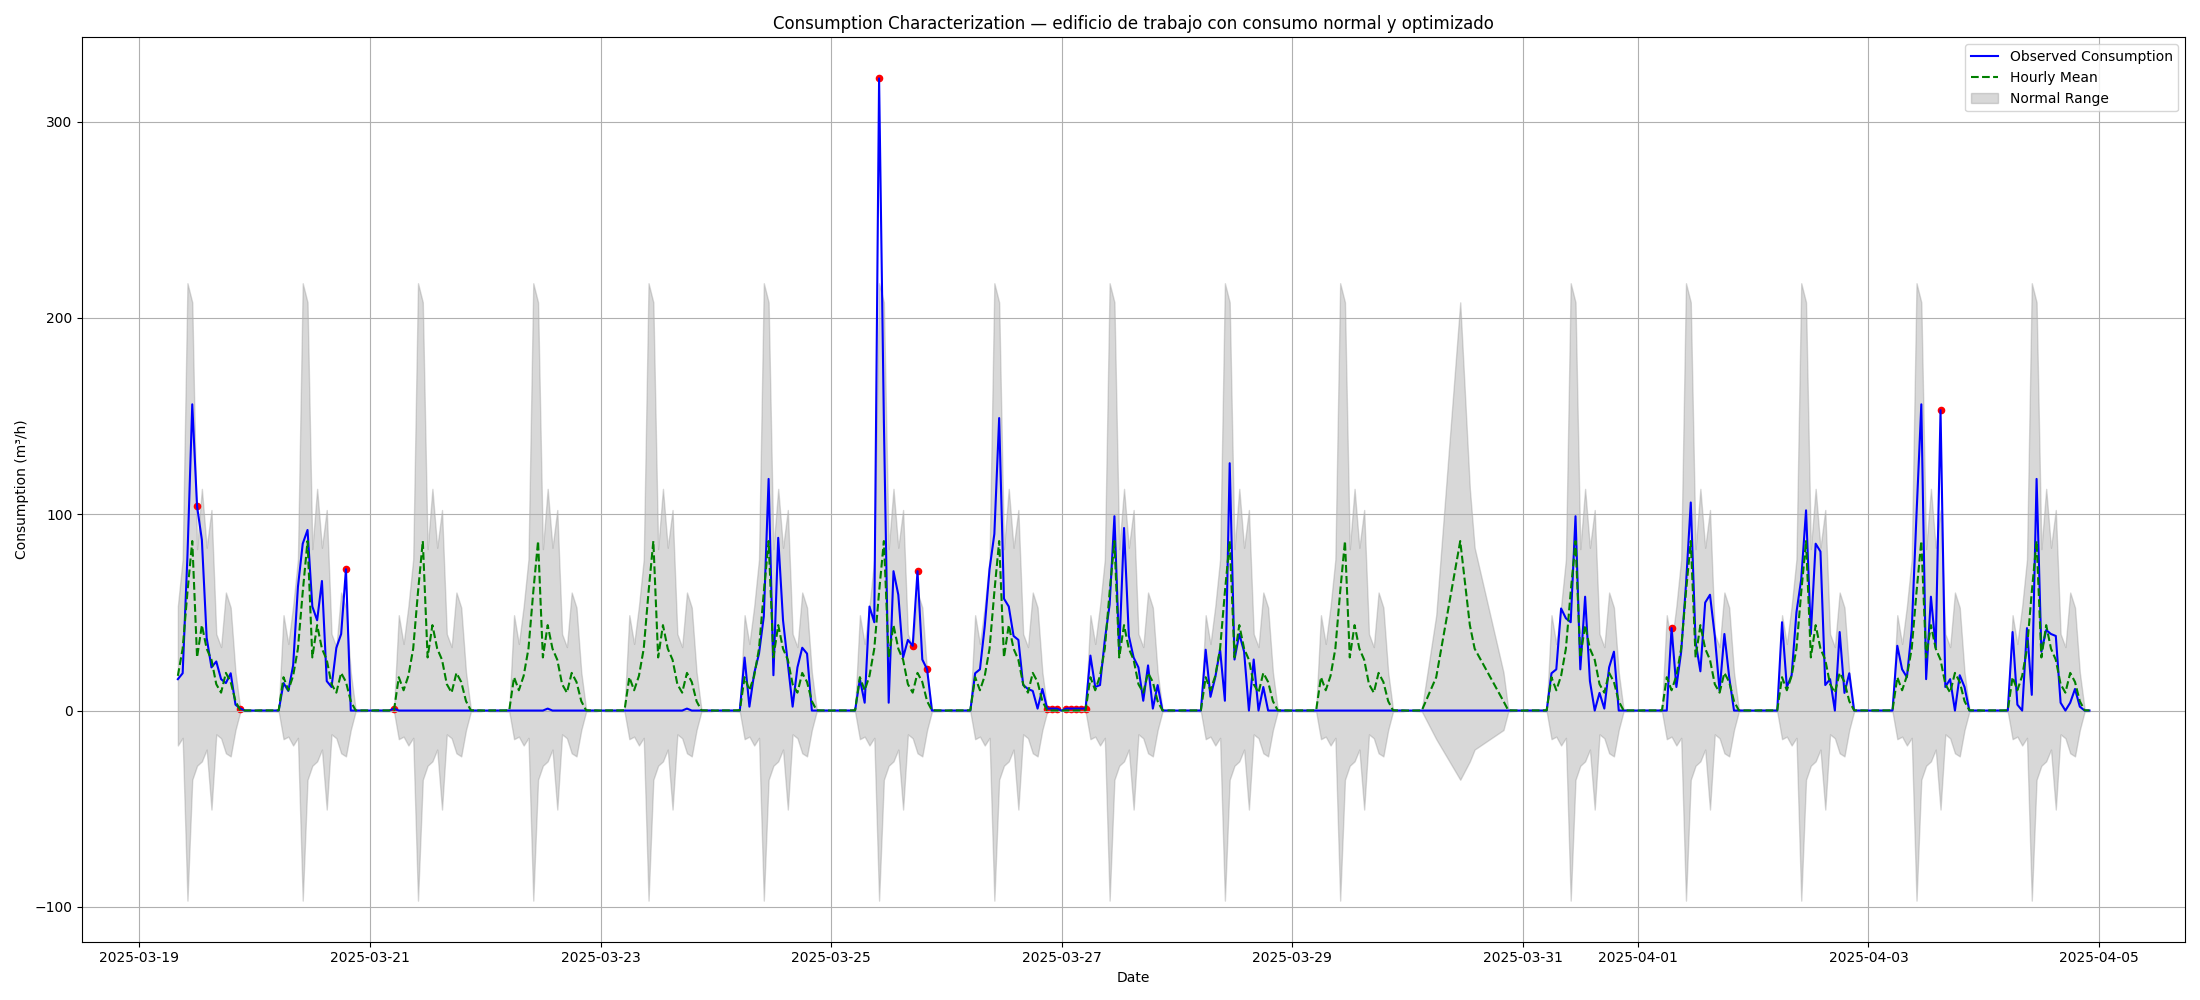 Consumption Characterization — edificio de trabajo con consumo normal y optimizado
Observed Consumption
Hourly Mean
Normal Range
Consumption (m³/h)
300
200
100
0
−100
2025-03-19
2025-03-21
2025-03-23
2025-03-25
2025-03-27
2025-03-29
2025-03-31
2025-04-01
2025-04-03
2025-04-05
Date